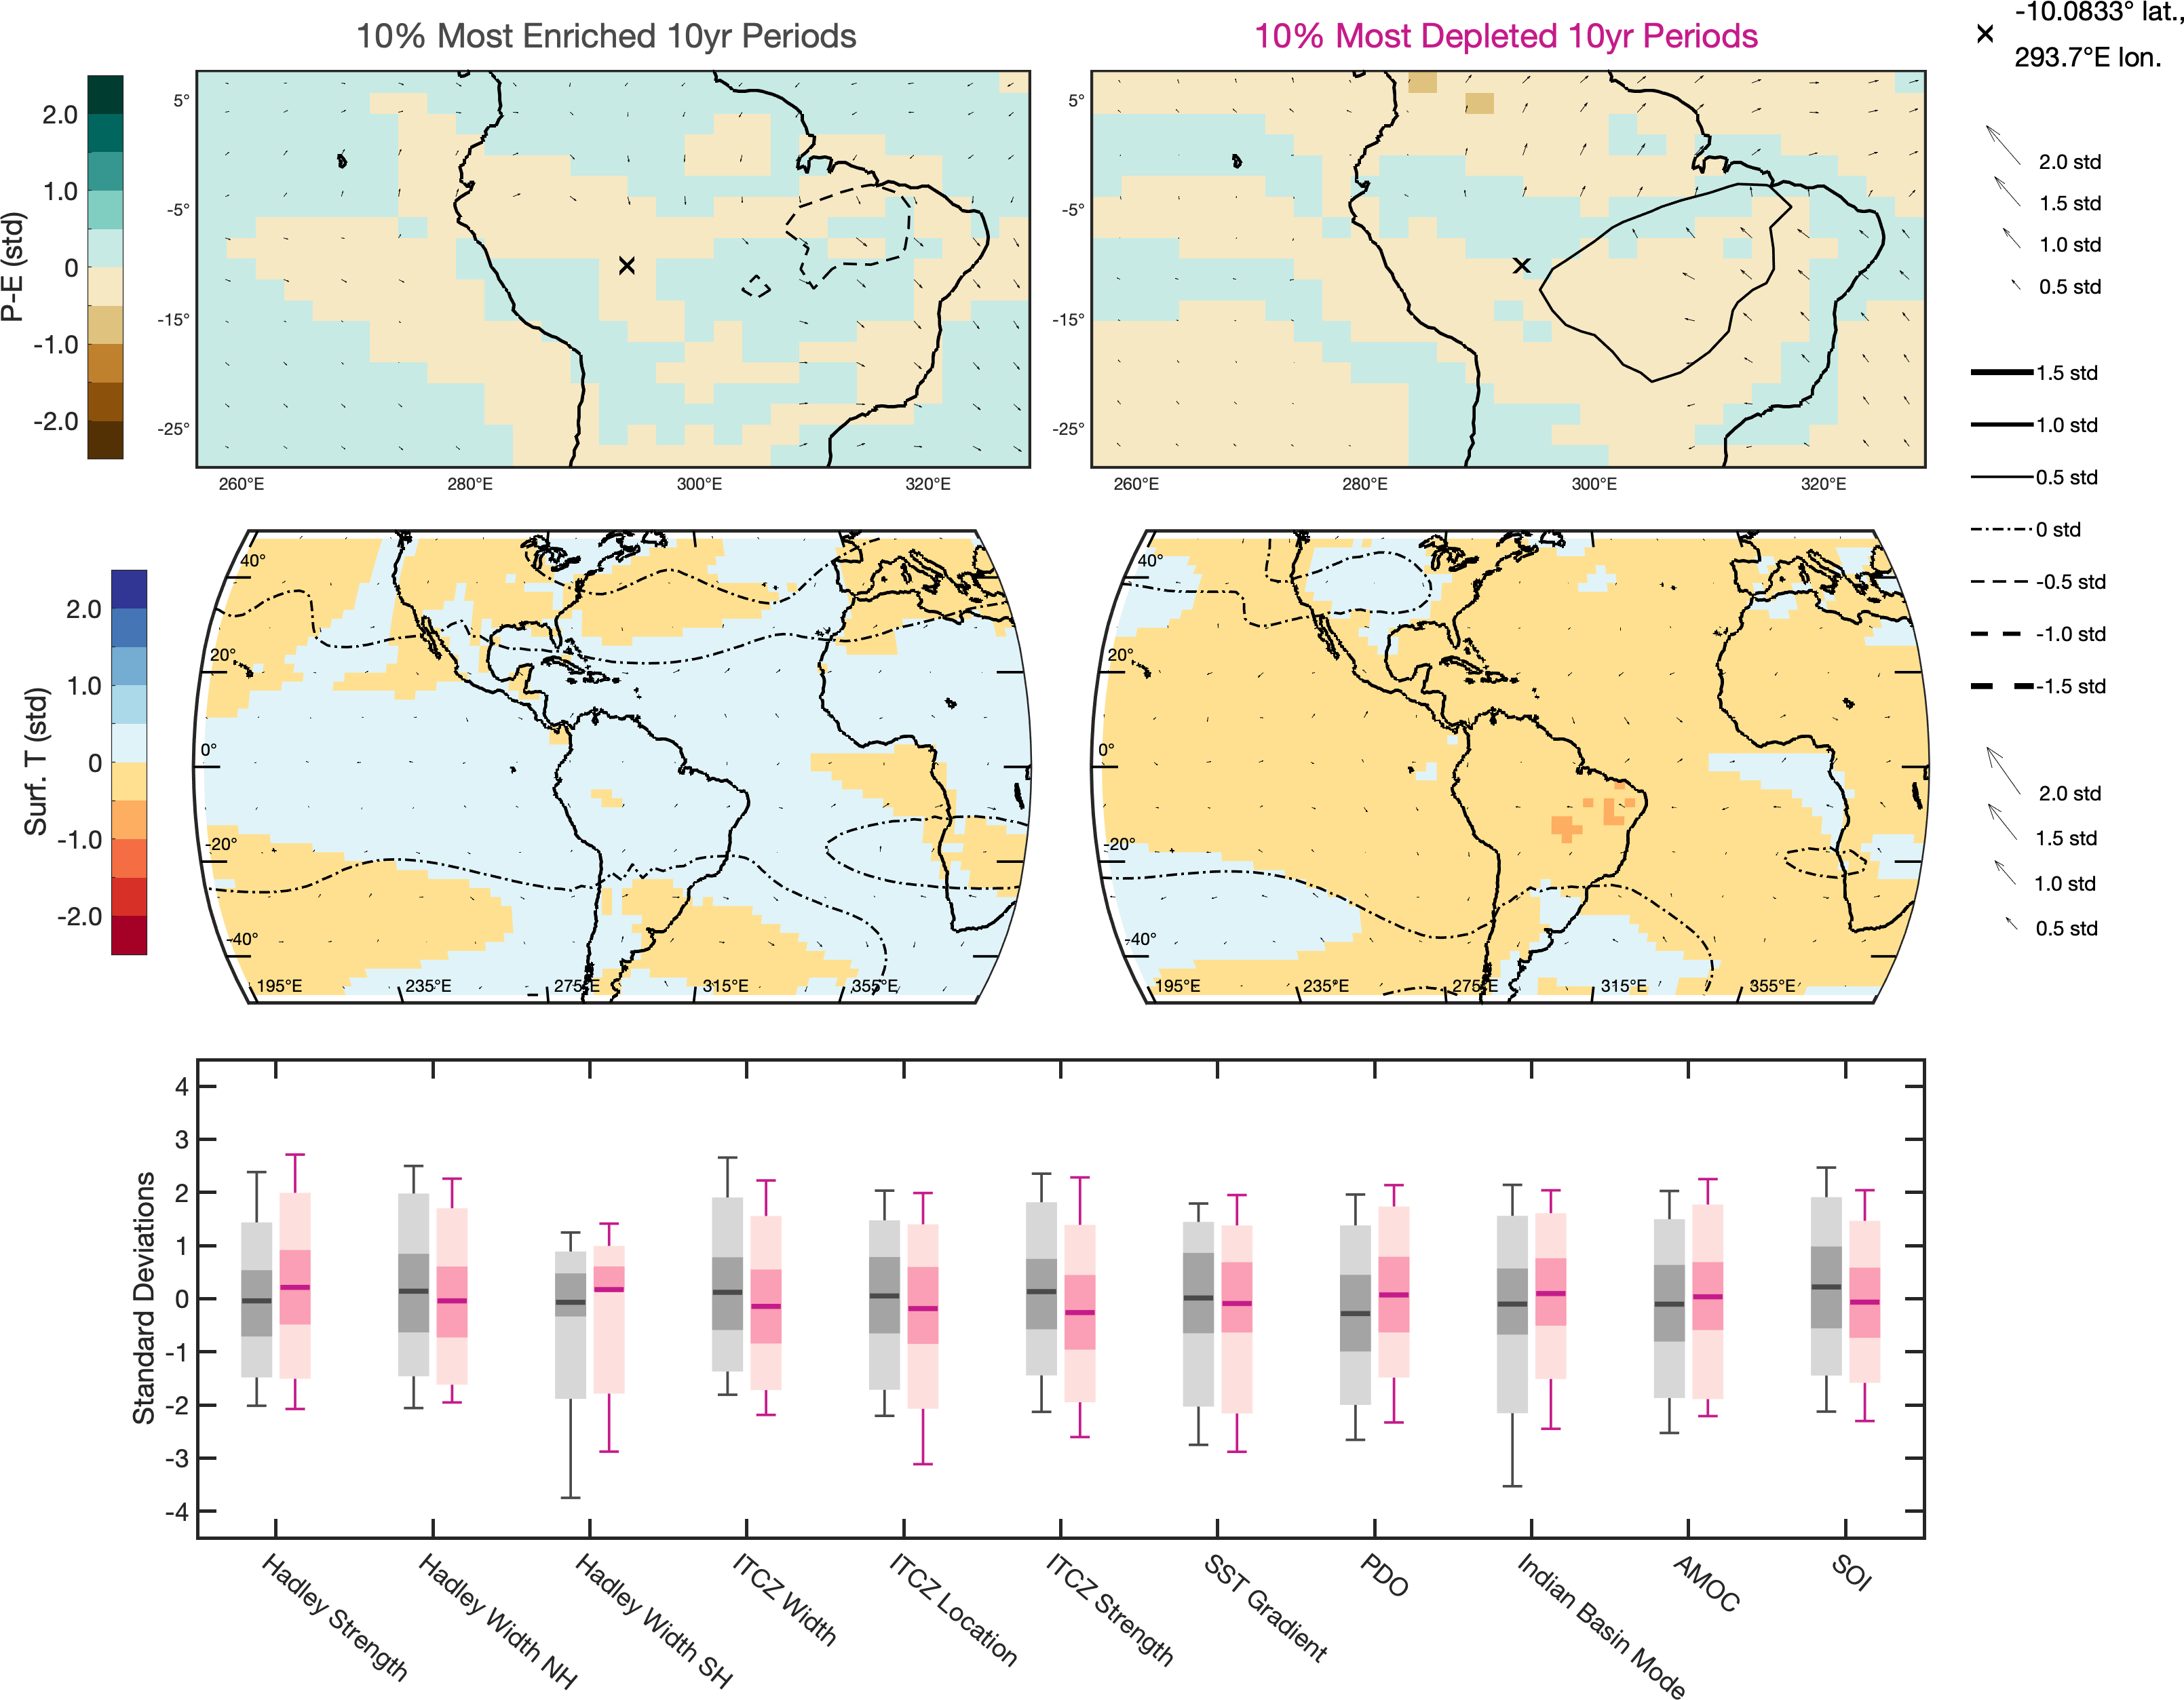 10% Most Enriched 10yr Periods
10% Most Depleted 10yr Periods
-10.0833° lat.,
293.7°E lon.
P-E (std)
2.0
1.0
0
-1.0
-2.0
5°
-5°
-15°
-25°
260°E
280°E
300°E
320°E
5°
-5°
-15°
-25°
260°E
280°E
300°E
320°E
2.0 std
1.5 std
1.0 std
0.5 std
1.5 std
1.0 std
0.5 std
0 std
-0.5 std
-1.0 std
-1.5 std
Surf. T (std)
2.0
1.0
0
-1.0
-2.0
40°
20°
0°
-20°
-40°
195°E
235°E
275°E
315°E
355°E
40°
20°
0°
-20°
-40°
195°E
235°E
275°E
315°E
355°E
2.0 std
1.5 std
1.0 std
0.5 std
Standard Deviations
4
3
2
1
0
-1
-2
-3
-4
Hadley Strength
Hadley Width NH
Hadley Width SH
ITCZ Width
ITCZ Location
ITCZ Strength
SST Gradient
PDO
Indian Basin Mode
AMOC
SOI